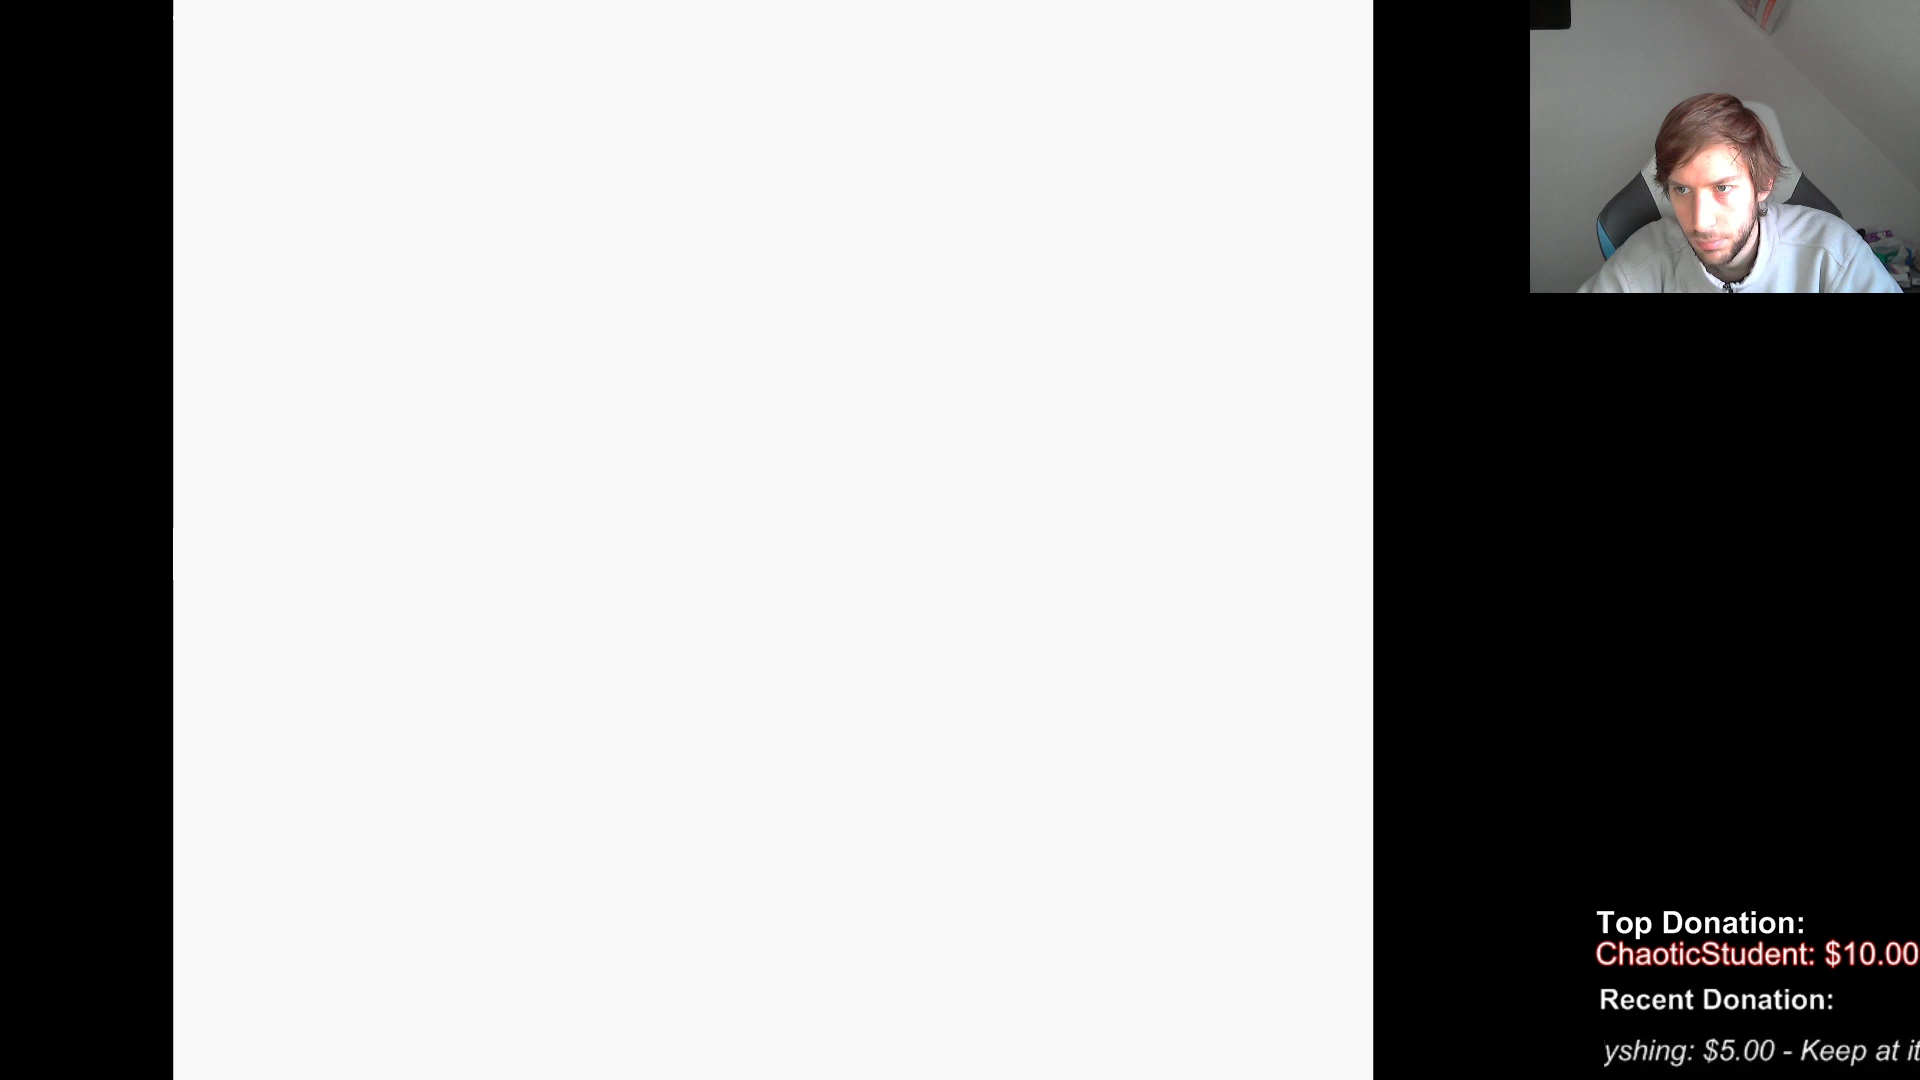 Top Donation:
ChaoticStudent: $10.00
Recent Donation:
yshing: $5.00 - Keep at it